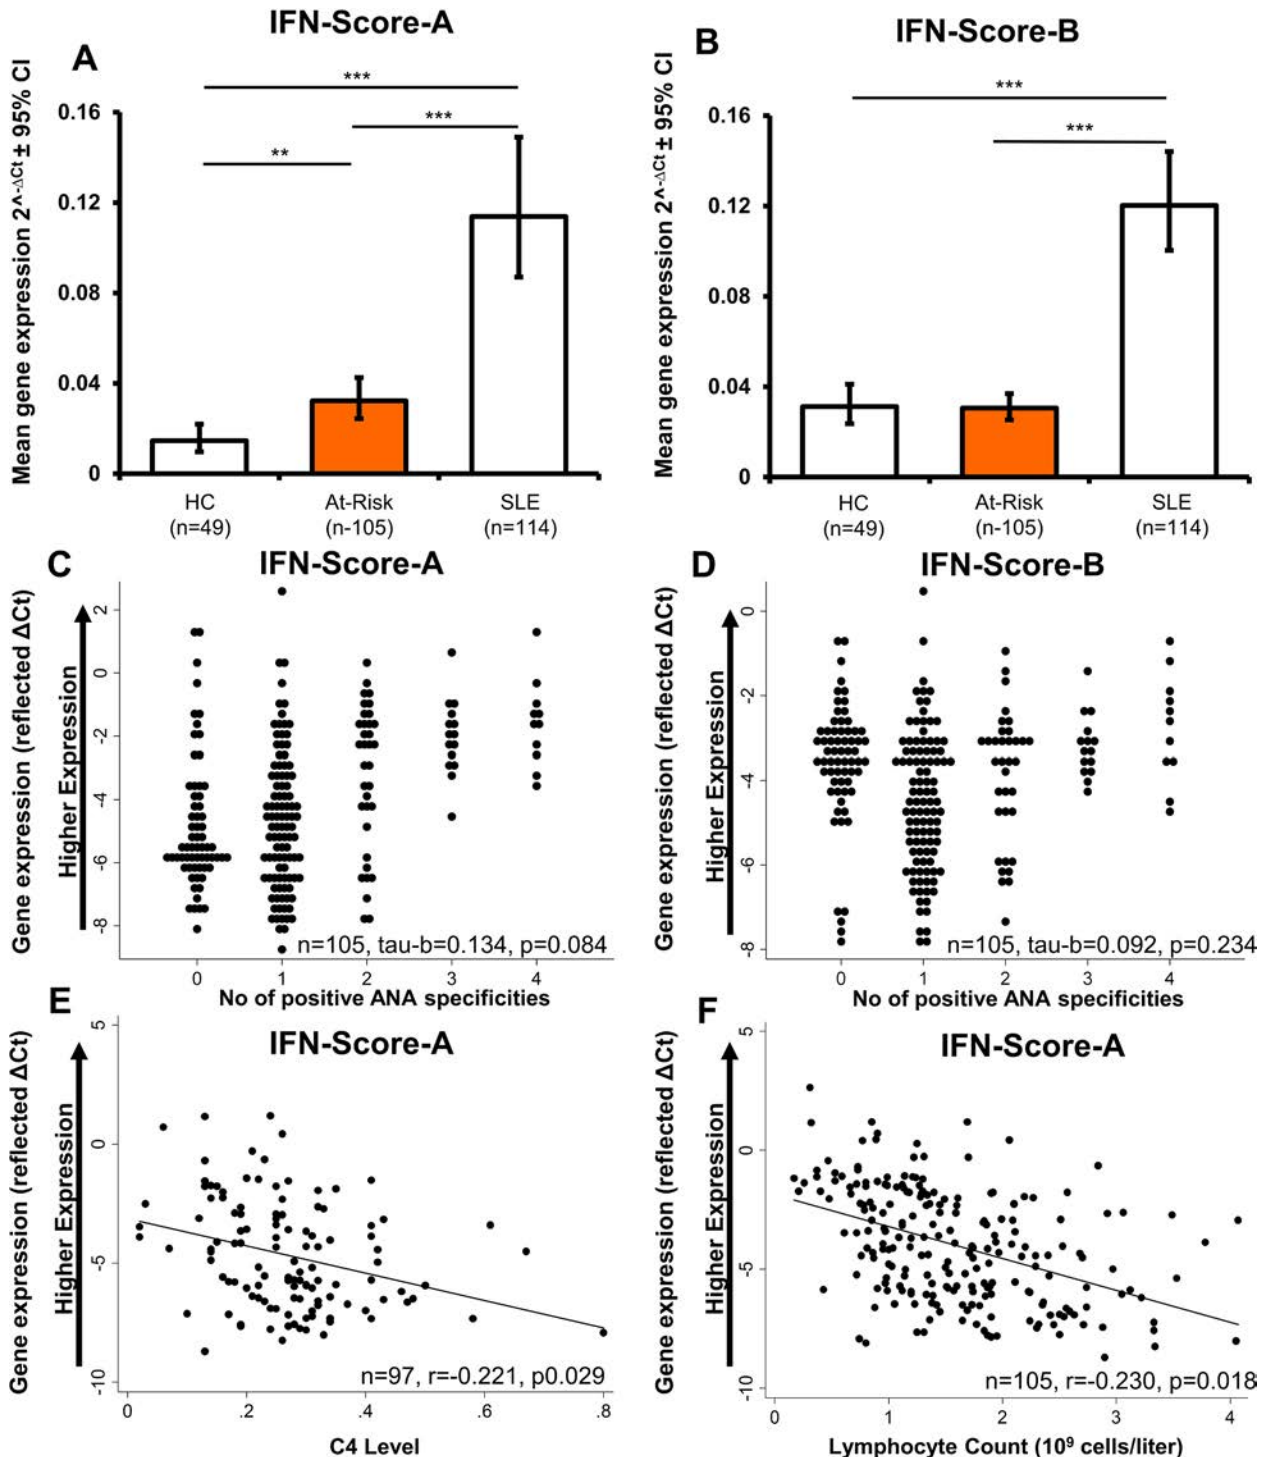 IFN-Score-A
A
Mean gene expression 2^-ΔCt ± 95% CI
***
***
**
0.16
0.12
0.08
0.04
0
HC
(n=49)
At-Risk
(n-105)
SLE
(n=114)
IFN-Score-B
B
Mean gene expression 2^-ΔCt ± 95% CI
***
***
0.16
0.12
0.08
0.04
0
HC
(n=49)
At-Risk
(n-105)
SLE
(n=114)
C
IFN-Score-A
Gene expression (reflected ΔCt)
Higher Expression
2
0
-2
-4
-6
-8
n=105, tau-b=0.134, p=0.084
0 1 2 3 4
No of positive ANA specificities
D
IFN-Score-B
Gene expression (reflected ΔCt)
Higher Expression
0
-2
-4
-6
-8
n=105, tau-b=0.092, p=0.234
0 1 2 3 4
No of positive ANA specificities
E
IFN-Score-A
Gene expression (reflected ΔCt)
Higher Expression
5
0
-5
-10
n=97, r=-0.221, p0.029
0 .2 .4 .6 .8
C4 Level
F
IFN-Score-A
Gene expression (reflected ΔCt)
Higher Expression
5
0
-5
-10
n=105, r=-0.230, p=0.018
0 1 2 3 4
Lymphocyte Count (10⁹ cells/liter)